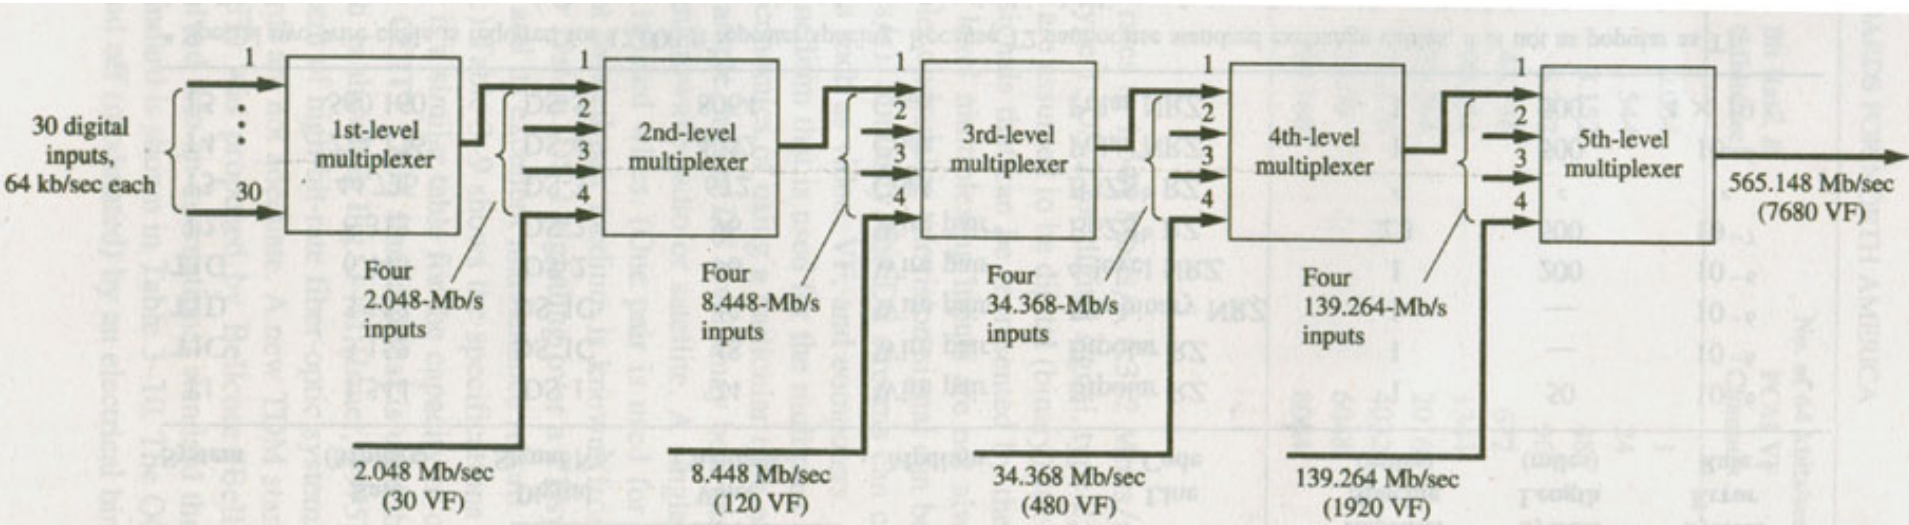 30 digital
inputs,
64 kb/sec each
1
30
1st-level
multiplexer
1
2
3
4
2nd-level
multiplexer
1
2
3
4
3rd-level
multiplexer
1
2
3
4
4th-level
multiplexer
1
2
3
4
5th-level
multiplexer
565.148 Mb/sec
(7680 VF)
Four
2.048-Mb/s
inputs
Four
8.448-Mb/s
inputs
Four
34.368-Mb/s
inputs
Four
139.264-Mb/s
inputs
2.048 Mb/sec
(30 VF)
8.448 Mb/sec
(120 VF)
34.368 Mb/sec
(480 VF)
139.264 Mb/sec
(1920 VF)